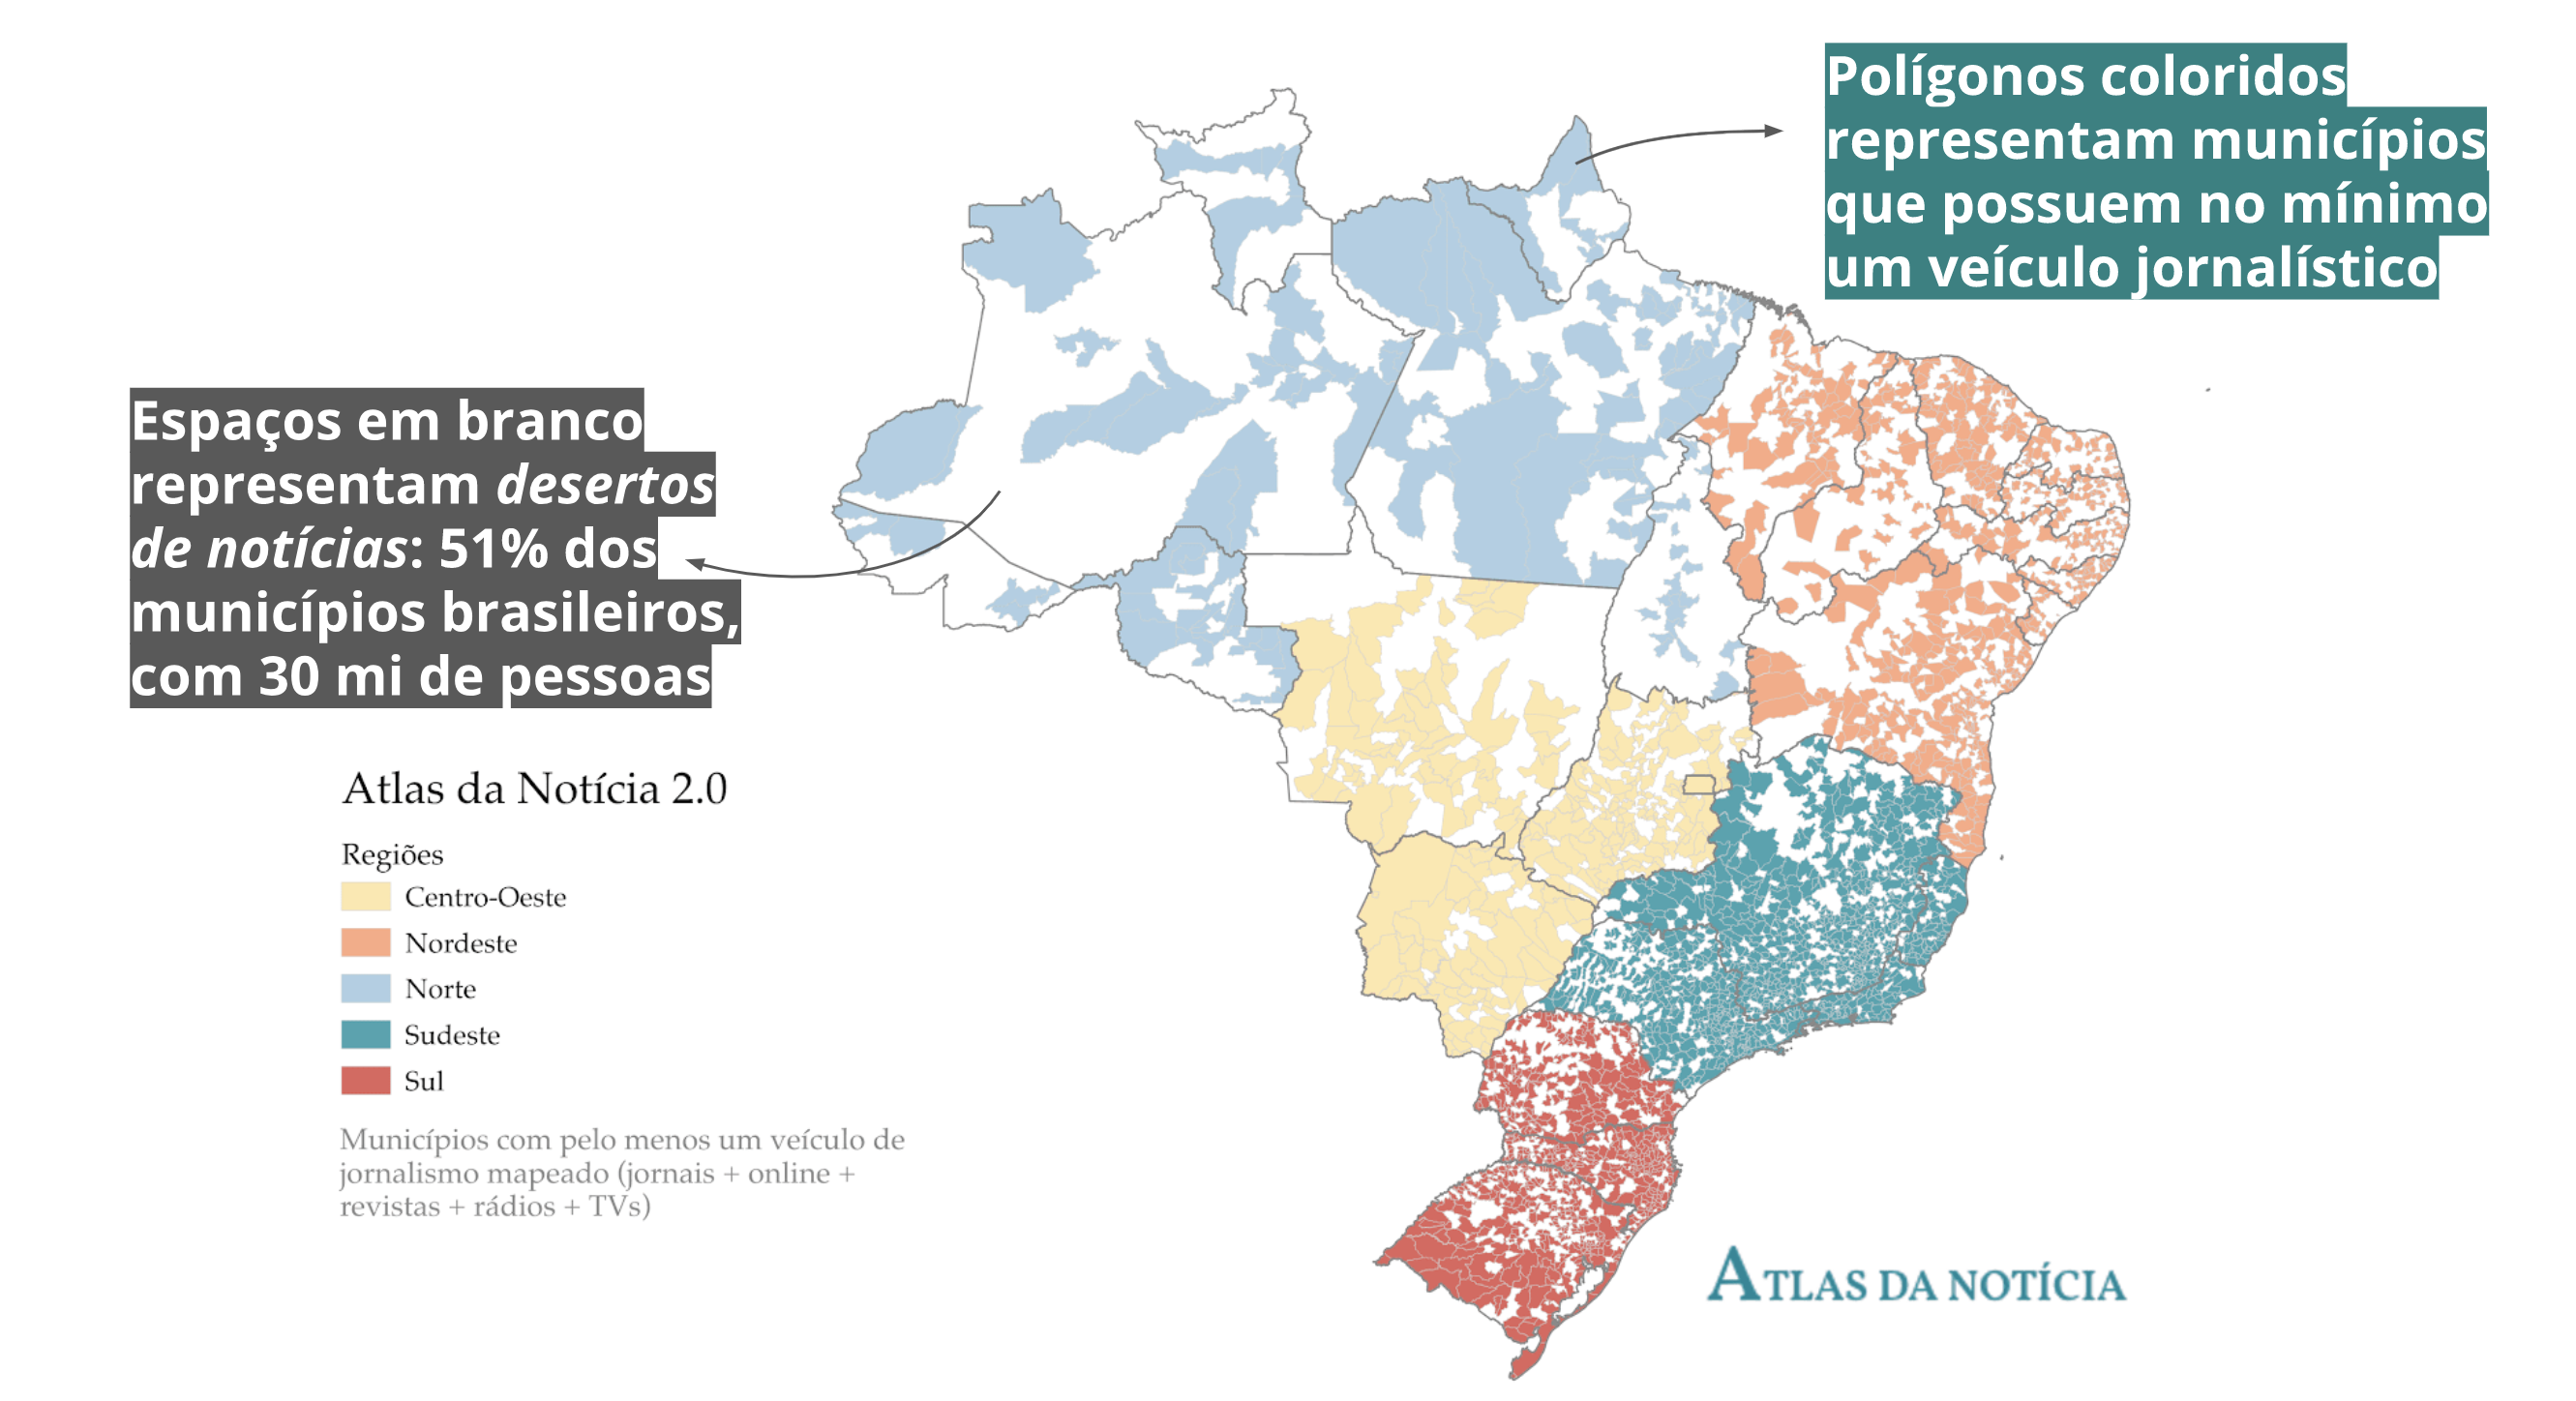 Polígonos coloridos
representam municípios
que possuem no mínimo
um veículo jornalístico
Espaços em branco
representam desertos
de notícias: 51% dos
municípios brasileiros,
com 30 mi de pessoas
Atlas da Notícia 2.0
Regiões
Centro-Oeste
Nordeste
Norte
Sudeste
Sul
Municípios com pelo menos um veículo de
jornalismo mapeado (jornais + online +
revistas + rádios + TVs)
ATLAS DA NOTÍCIA